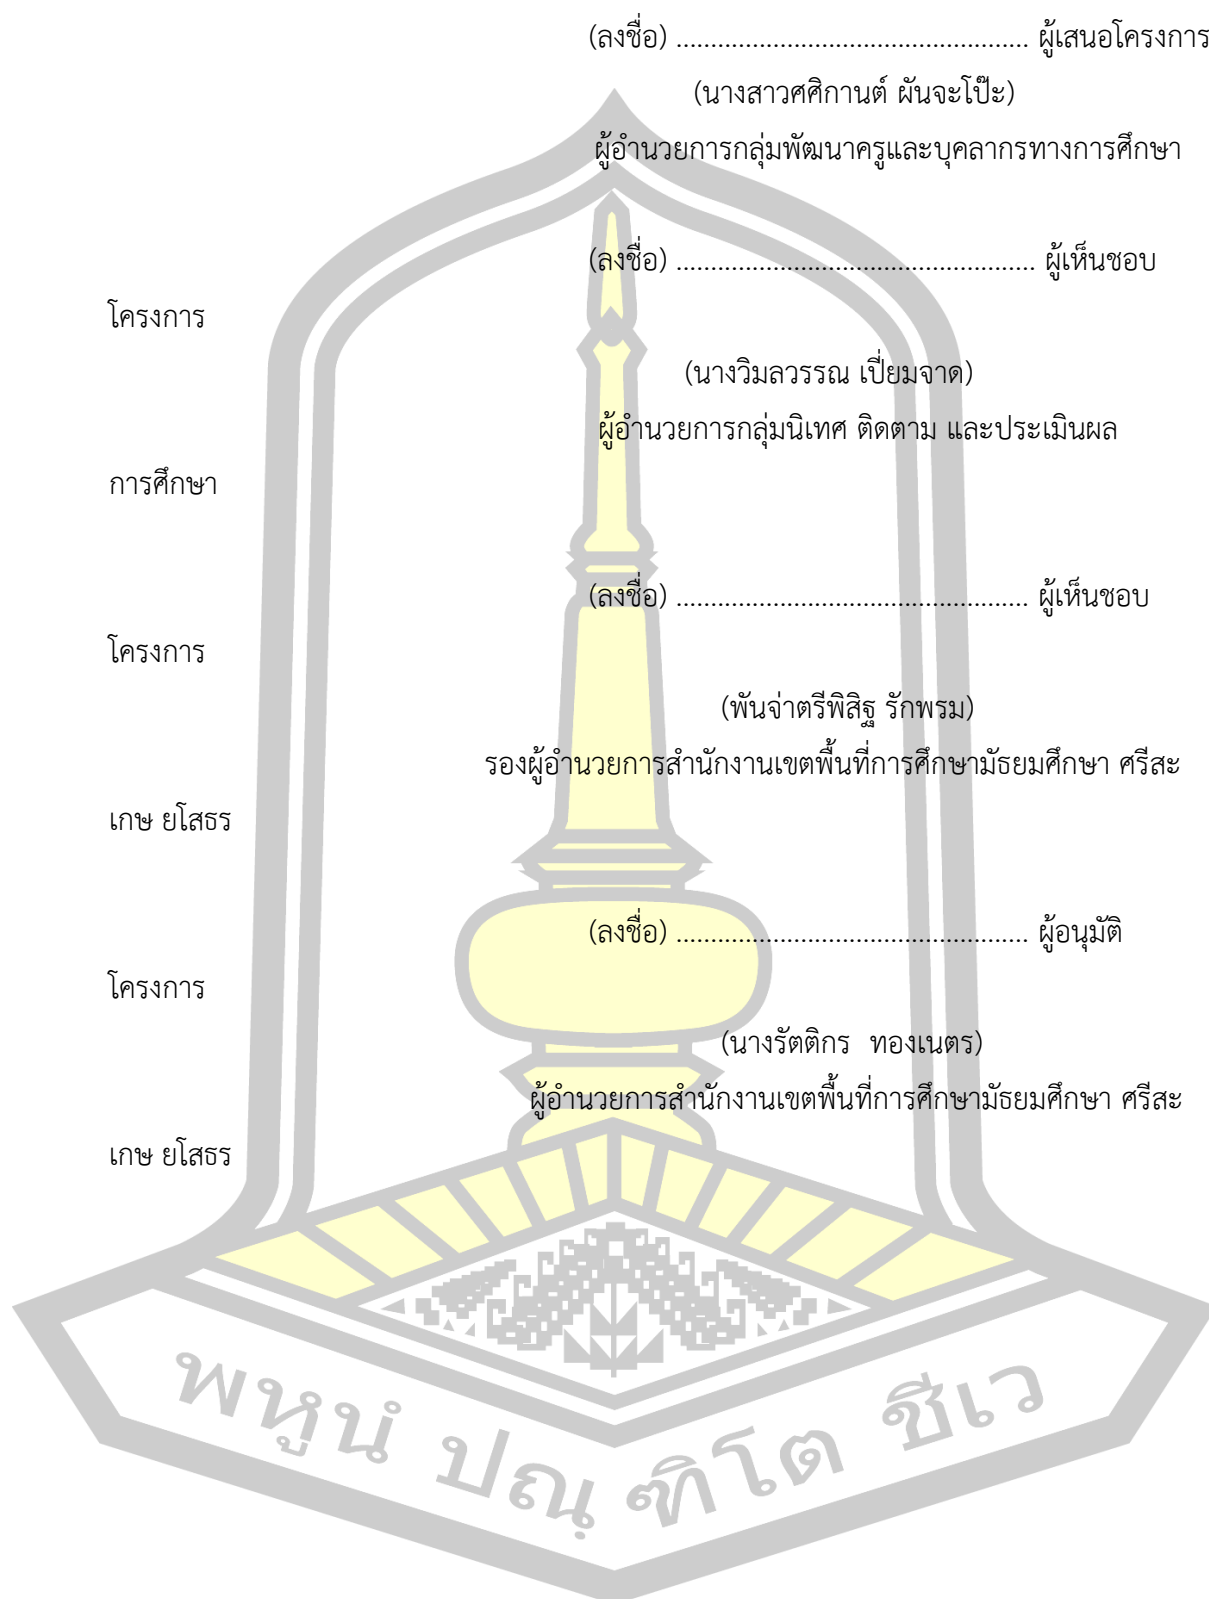 (ลงชื่อ) ................................................... ผู้เสนอโครงการ
(นางสาวศศิกานต์ ผันจะโป๊ะ)
ผู้อำนวยการกลุ่มพัฒนาครูและบุคลากรทางการศึกษา
(ลงชื่อ) .................................................... ผู้เห็นชอบ
โครงการ
(นางวิมลวรรณ เปี่ยมจาด)
ผู้อำนวยการกลุ่มนิเทศ ติดตาม และประเมินผล
การศึกษา
(ลงชื่อ) ................................................... ผู้เห็นชอบ
โครงการ
(พันจ่าตรีพิสิฐ รักพรม)
รองผู้อำนวยการสำนักงานเขตพื้นที่การศึกษามัธยมศึกษา ศรีสะ
เกษ ยโสธร
(ลงชื่อ) ................................................... ผู้อนุมัติ
โครงการ
(นางรัตติกร  ทองเนตร)
ผู้อำนวยการสำนักงานเขตพื้นที่การศึกษามัธยมศึกษา ศรีสะ
เกษ ยโสธร
พหูนํ ปณฺฑิโต ชีเว